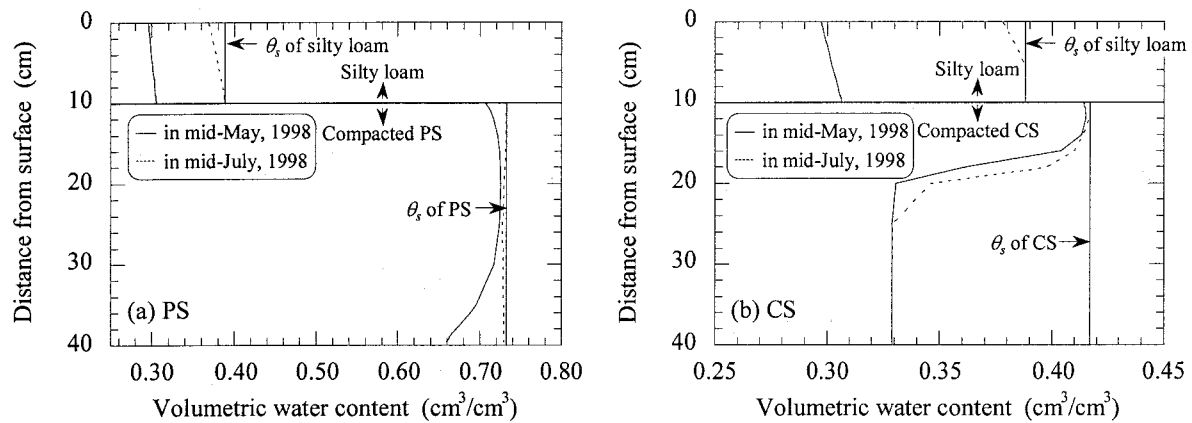 Distance from surface (cm)
0
10
20
30
40
θs of silty loam
Silty loam
Compacted PS
in mid-May, 1998
in mid-July, 1998
θs of PS
(a) PS
0.30 0.40 0.50 0.60 0.70 0.80
Volumetric water content (cm³/cm³)
Distance from surface (cm)
0
10
20
30
40
θs of silty loam
Silty loam
Compacted CS
in mid-May, 1998
in mid-July, 1998
θs of CS
(b) CS
0.25 0.30 0.35 0.40 0.45
Volumetric water content (cm³/cm³)